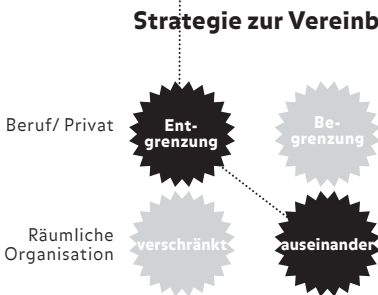 Strategie zur Vereinb
Beruf/ Privat
Ent-
grenzung
Be-
grenzung
Räumliche
Organisation
verschränkt
auseinander